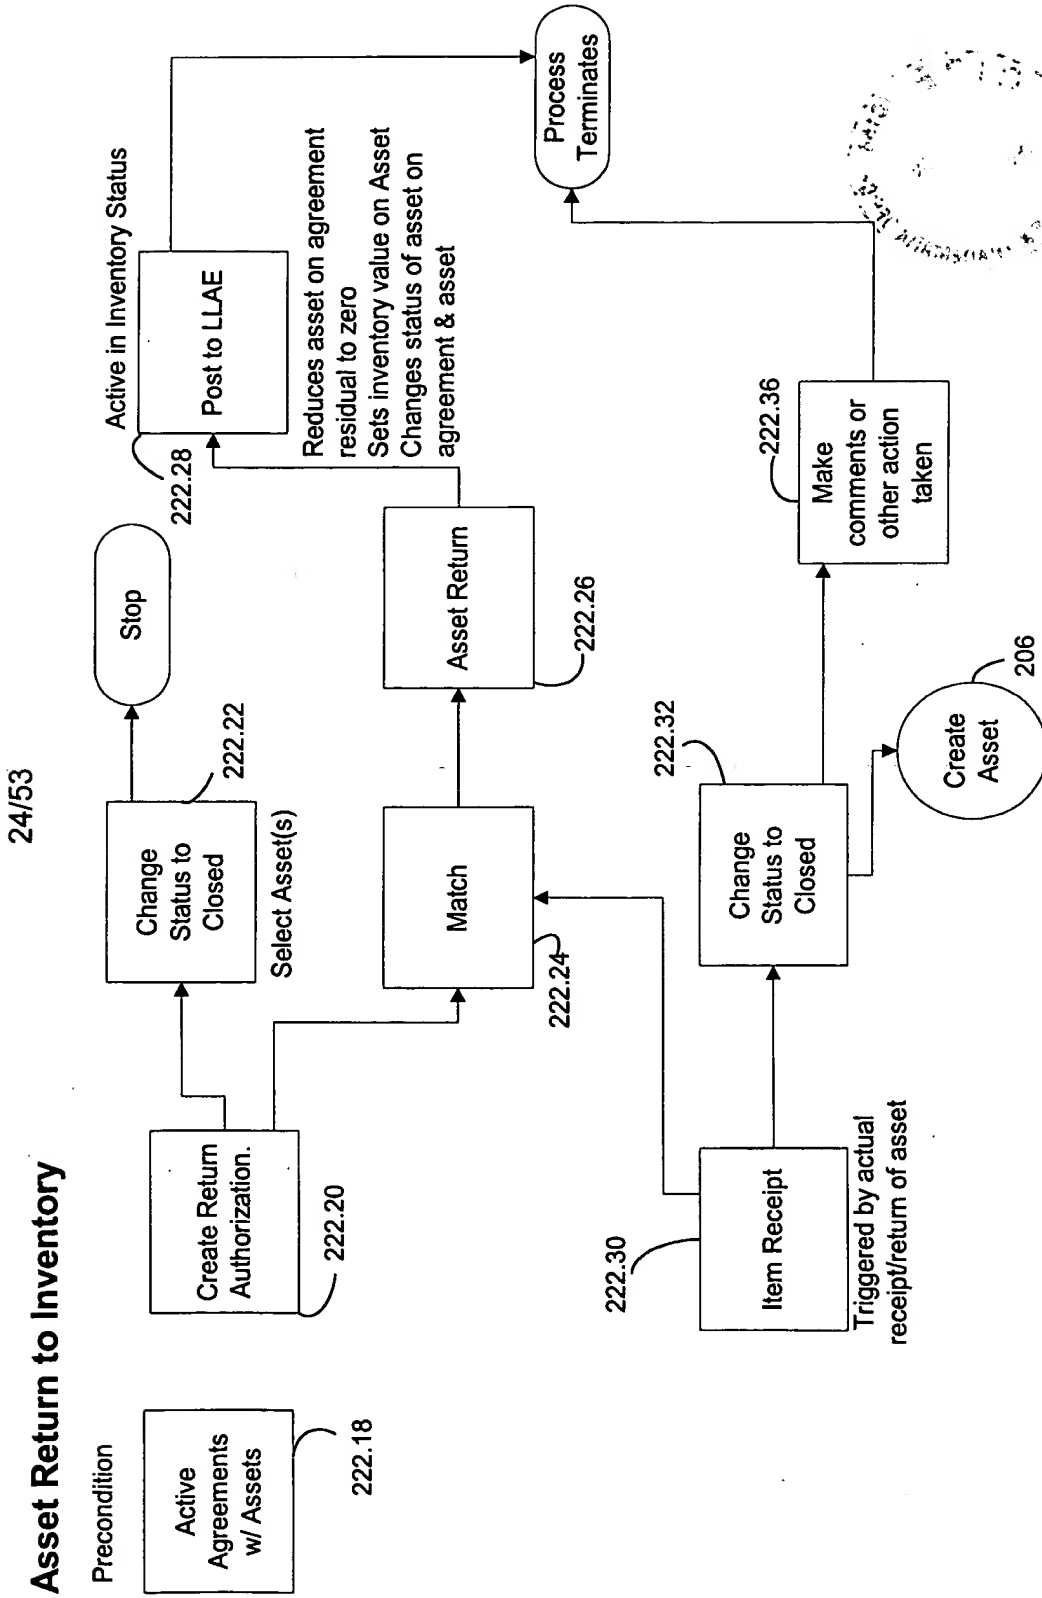 24/53
Asset Return to Inventory
Precondition
Active
Agreements
w/ Assets
222.18
Create Return
Authorization.
222.20
Change
Status to
Closed
222.22
Select Asset(s)
Stop
Match
222.24
Asset Return
222.26
Active in Inventory Status
Post to LLAE
222.28
Reduces asset on agreement
residual to zero
Sets inventory value on Asset
Changes status of asset on
agreement & asset
Process
Terminates
222.30
Item Receipt
Triggered by actual
receipt/return of asset
222.32
Change
Status to
Closed
Create
Asset
206
222.36
Make
comments or
other action
taken